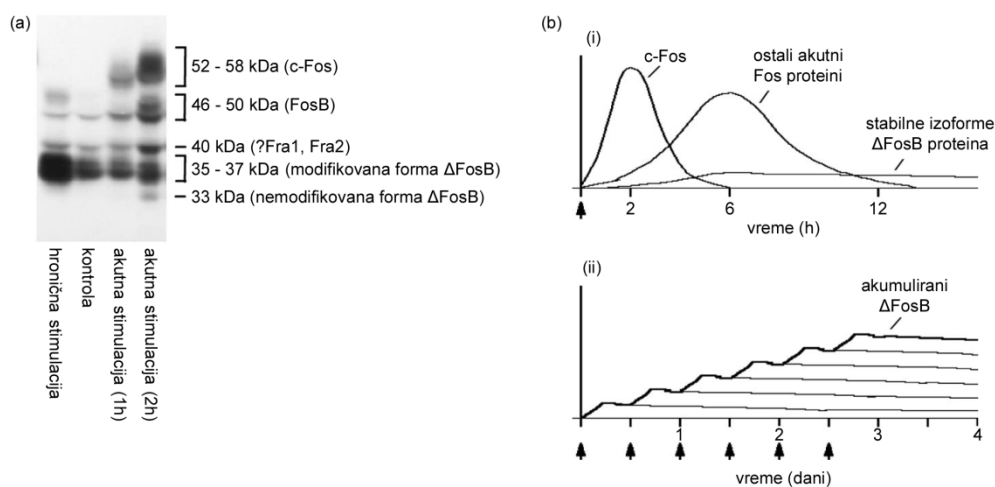 (a)
52 - 58 kDa (c-Fos)
46 - 50 kDa (FosB)
40 kDa (?Fra1, Fra2)
35 - 37 kDa (modifikovana forma ΔFosB)
33 kDa (nemodifikovana forma ΔFosB)
hronična stimulacija
kontrola
akutna stimulacija (1h)
akutna stimulacija (2h)
(b)
(i)
c-Fos
ostali akutni
Fos proteini
stabilne izoforme
ΔFosB proteina
2
6
12
vreme (h)
(ii)
akumulirani
ΔFosB
1
2
3
4
vreme (dani)